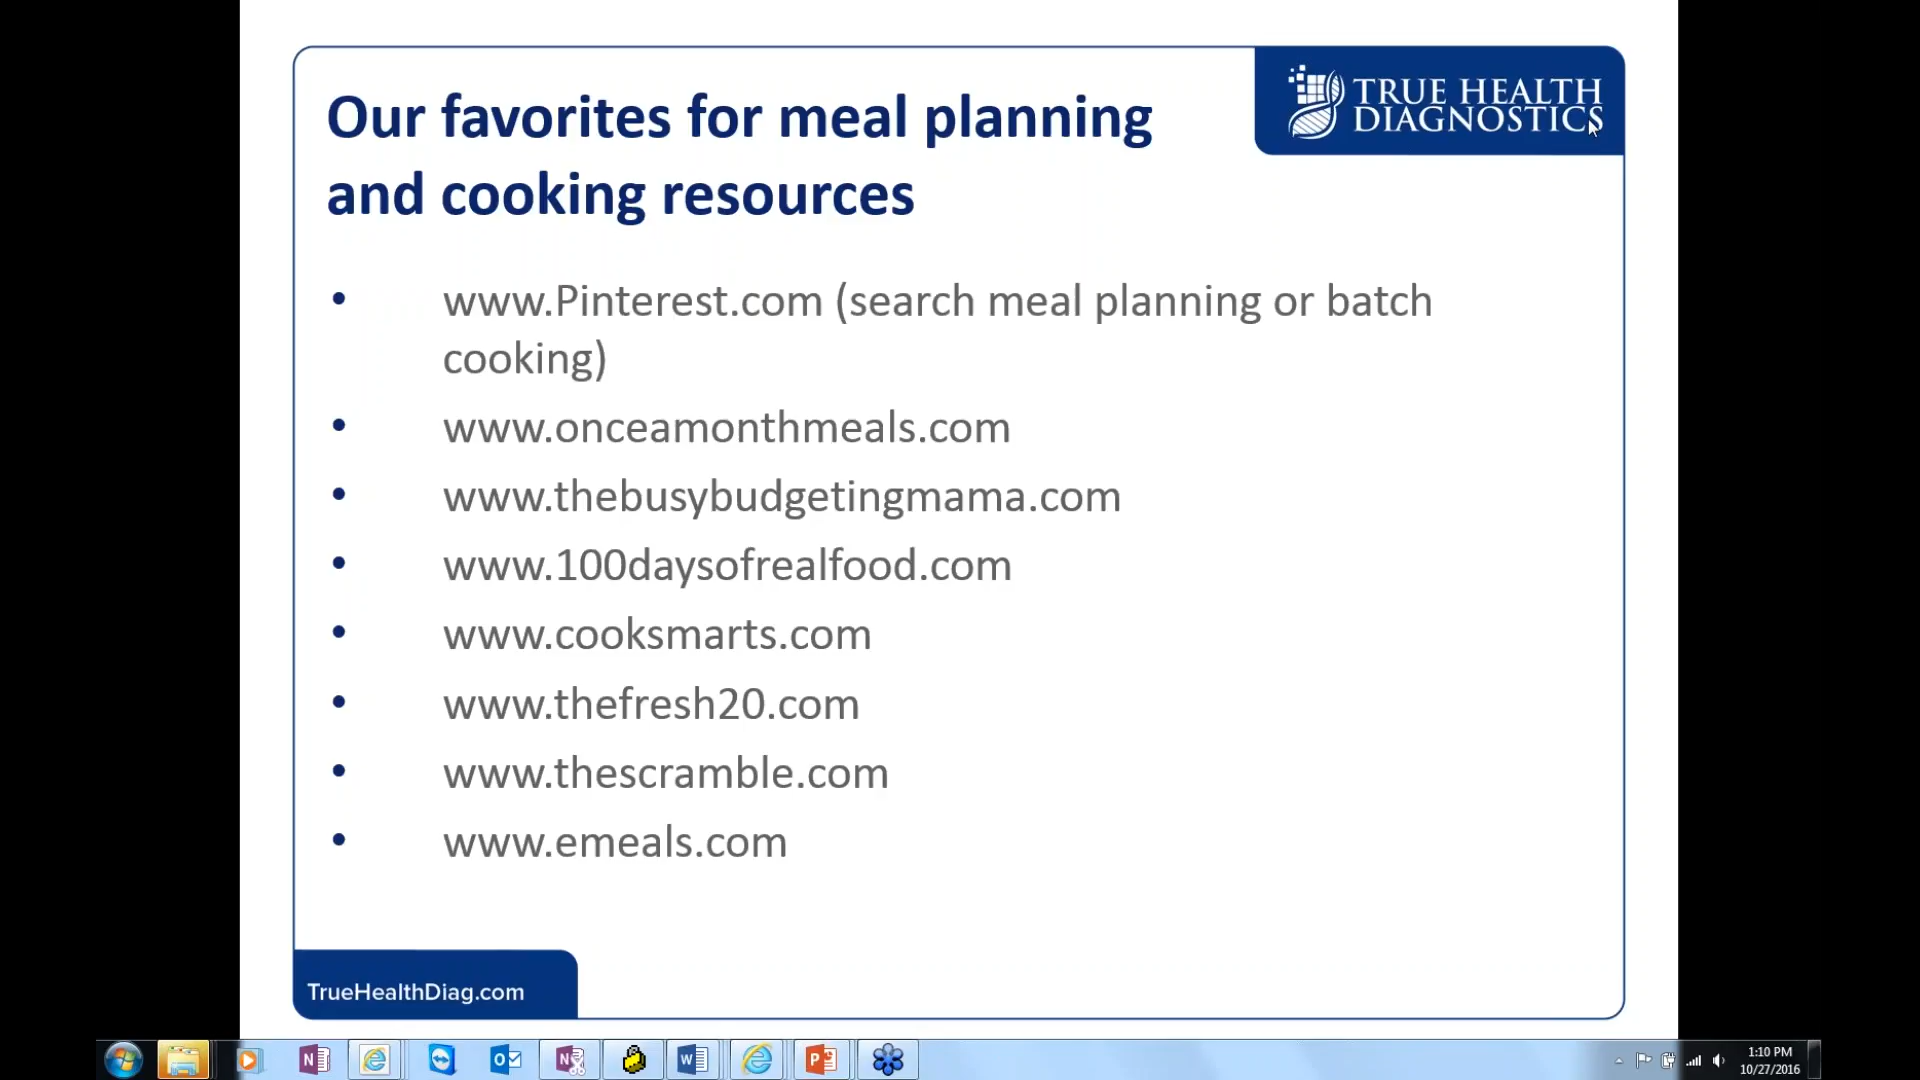 Our favorites for meal planning
and cooking resources
TRUE HEALTH
DIAGNOSTICS
• www.Pinterest.com (search meal planning or batch
cooking)
• www.onceamonthmeals.com
• www.thebusybudgetingmama.com
• www.100daysofrealfood.com
• www.cooksmarts.com
• www.thefresh20.com
• www.thescramble.com
• www.emeals.com
TrueHealthDiag.com
1:10 PM
10/27/2016